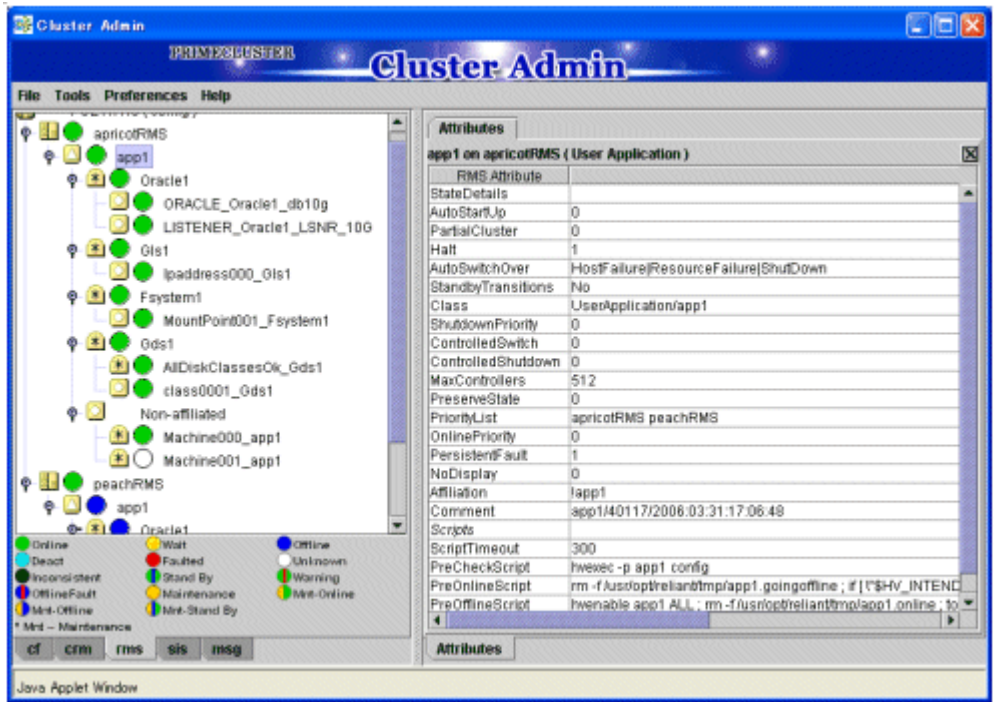 Cluster Admin
PRIMECLUSTER
Cluster Admin
File Tools Preferences Help
apricotRMS
app1
Oracle1
ORACLE_Oracle1_db10g
LISTENER_Oracle1_LSNR_10G
Gls1
Ipaddress000_Gls1
Fsystem1
MountPoint001_Fsystem1
Gds1
AllDiskClassesOk_Gds1
class0001_Gds1
Non-affiliated
Machine000_app1
Machine001_app1
peachRMS
app1
Oracle1
Online Wait Offline
Deact Faulted Unknown
Inconsistent Stand By Warning
OfflineFault Maintenance Mnt-Online
Mnt-Offline Mnt-Stand By
* Mnt - Maintenance
cf crm rms sis msg
Attributes
app1 on apricotRMS ( User Application )
RMS Attribute
StateDetails
AutoStartUp 0
PartialCluster 0
Halt 1
AutoSwitchOver HostFailure|ResourceFailure|ShutDown
StandbyTransitions No
Class UserApplication/app1
ShutdownPriority 0
ControlledSwitch 0
ControlledShutdown 0
MaxControllers 512
PreserveState 0
PriorityList apricotRMS peachRMS
OnlinePriority 0
PersistentFault 1
NoDisplay 0
Affiliation !app1
Comment app1/40117/2006:03:31:17:06:48
Scripts
ScriptTimeout 300
PreCheckScript hvexec -p app1 config
PreOnlineScript rm -f /usr/opt/reliant/tmp/app1.goingoffline ; if [ \"$HV_INTEND
PreOfflineScript hvenable app1 ALL ; rm -f /usr/opt/reliant/tmp/app1.online ; to
Attributes
Java Applet Window